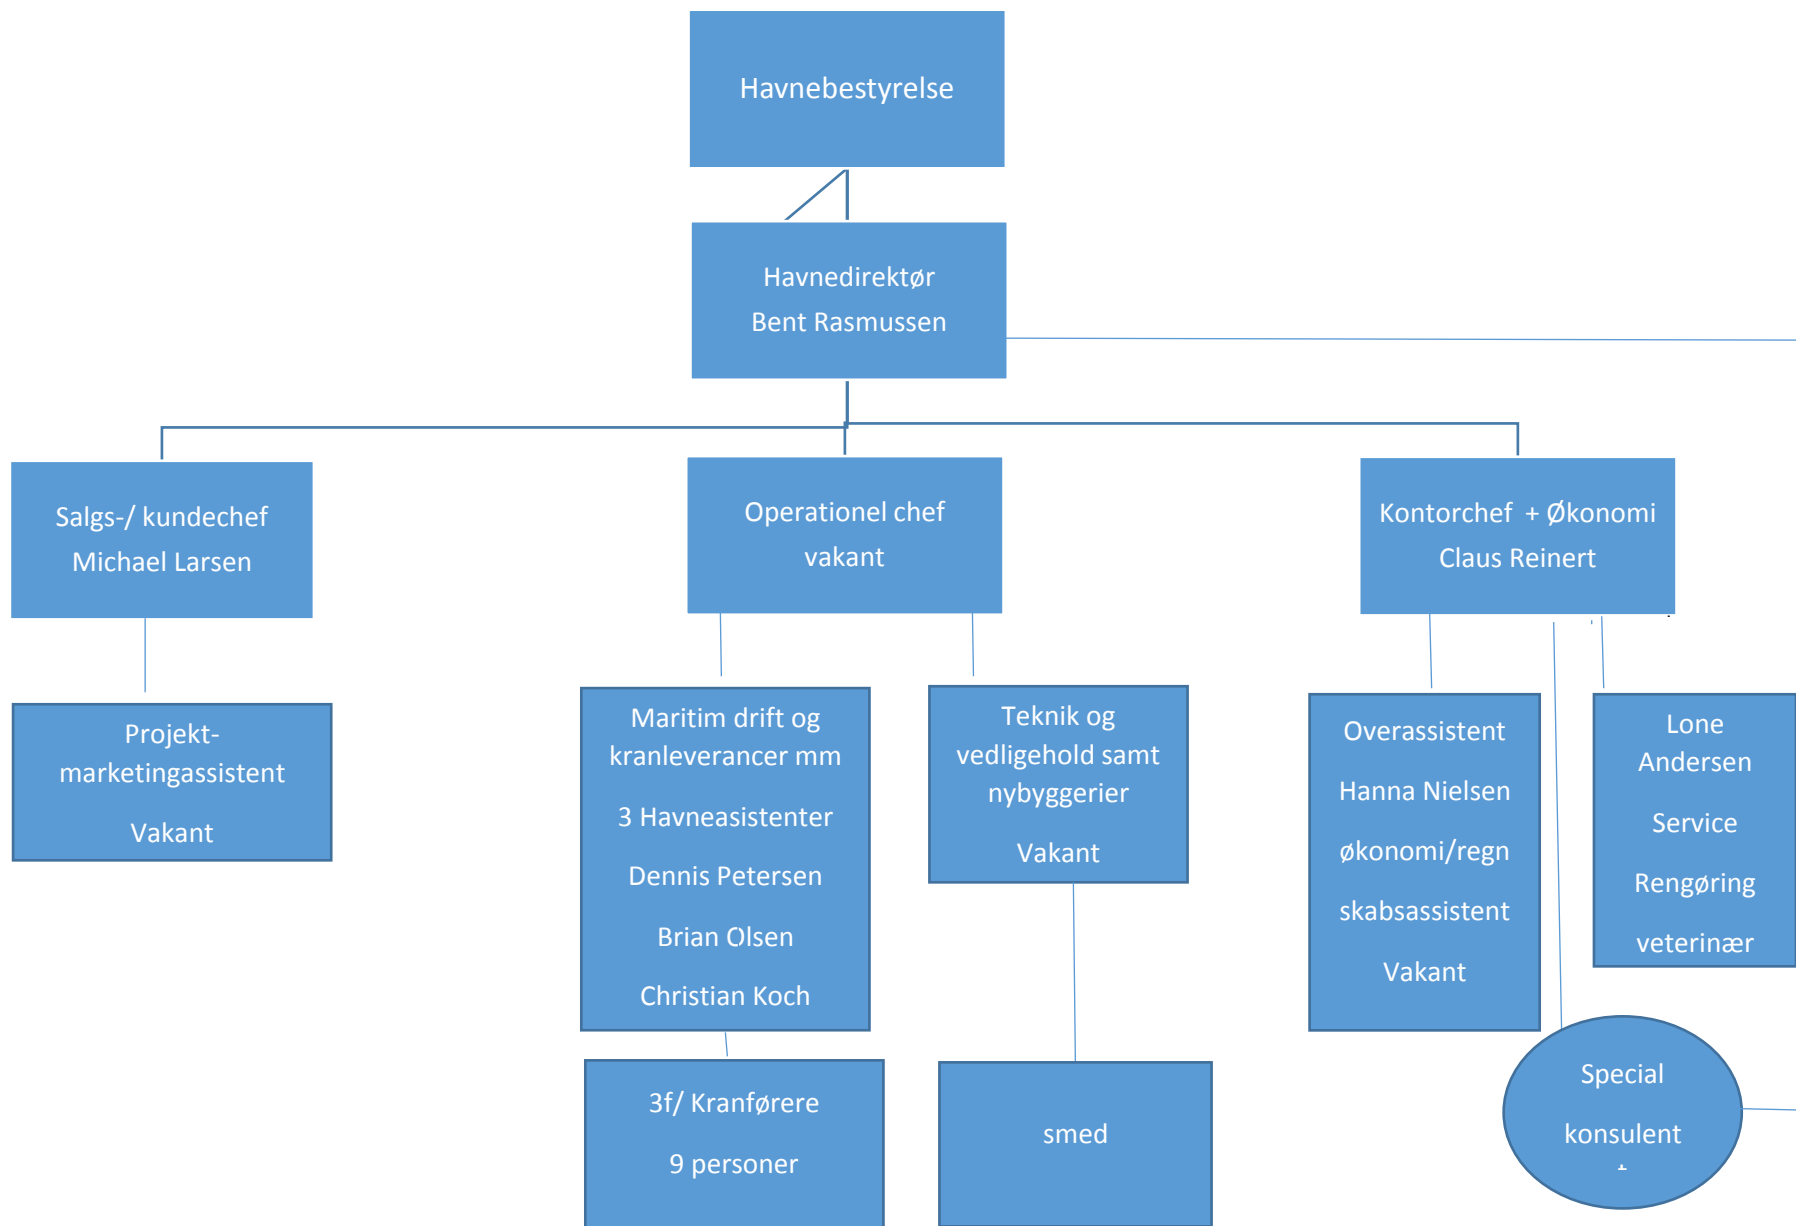 Havnebestyrelse
Havnedirektør
Bent Rasmussen
Salgs-/ kundechef
Michael Larsen
Operationel chef
vakant
Kontorchef + Økonomi
Claus Reinert
Projekt-
marketingassistent
Vakant
Maritim drift og
kranleverancer mm
3 Havneasistenter
Dennis Petersen
Brian Olsen
Christian Koch
Teknik og
vedligehold samt
nybyggerier
Vakant
Overassistent
Hanna Nielsen
økonomi/regn
skabsassistent
Vakant
Lone
Andersen
Service
Rengøring
veterinær
3f/ Kranførere
9 personer
smed
Special
konsulent